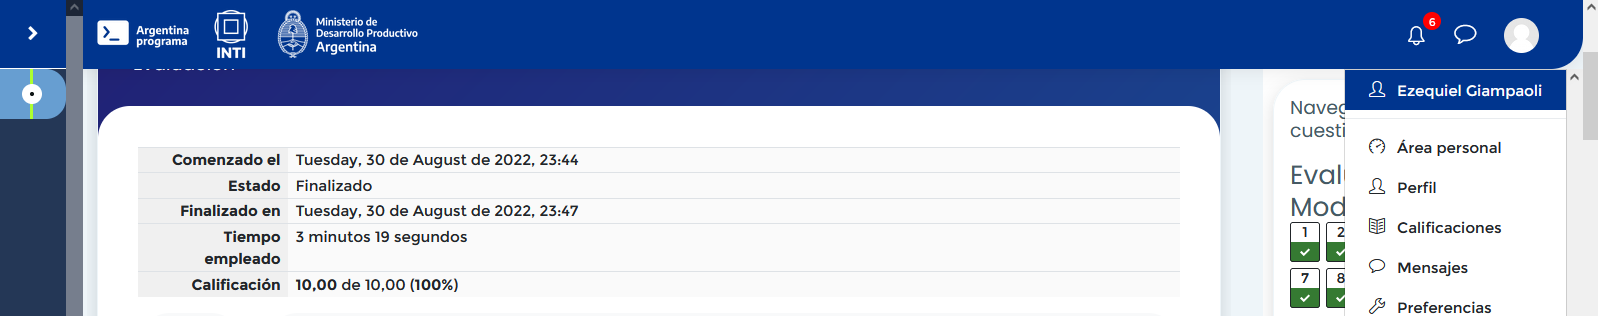 Argentina
programa
INTI
Ministerio de
Desarrollo Productivo
Argentina
6
Comenzado el Tuesday, 30 de August de 2022, 23:44
Estado Finalizado
Finalizado en Tuesday, 30 de August de 2022, 23:47
Tiempo empleado 3 minutos 19 segundos
Calificación 10,00 de 10,00 (100%)
Naveg
cuesti
Eval
Mod
1 2
7 8
Ezequiel Giampaoli
Área personal
Perfil
Calificaciones
Mensajes
Preferencias